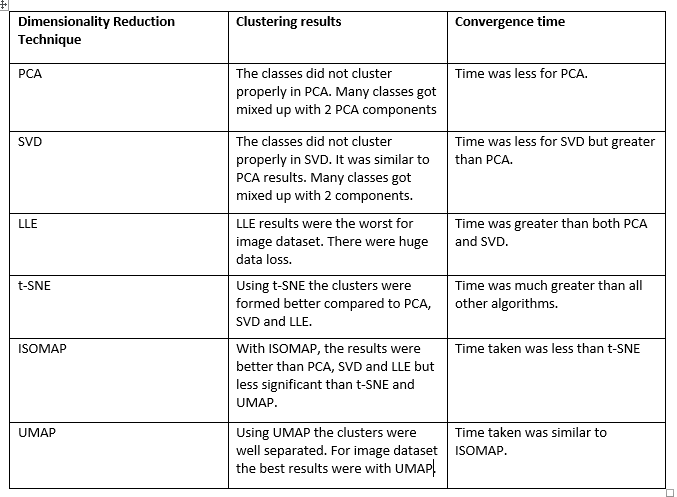 Dimensionality Reduction Clustering results Convergence time
Technique
PCA The classes did not cluster Time was less for PCA.
properly in PCA. Many classes got
mixed up with 2 PCA components
SVD The classes did not cluster Time was less for SVD but greater
properly in SVD. It was similar to than PCA.
PCA results. Many classes got
mixed up with 2 components.
LLE LLE results were the worst for Time was greater than both PCA
image dataset. There were huge and SVD.
data loss.
t-SNE Using t-SNE the clusters were Time was much greater than all
formed better compared to PCA, other algorithms.
SVD and LLE.
ISOMAP With ISOMAP, the results were Time taken was less than t-SNE
better than PCA, SVD and LLE but
less significant than t-SNE and
UMAP.
UMAP Using UMAP the clusters were Time taken was similar to
well separated. For image dataset ISOMAP.
the best results were with UMAP.